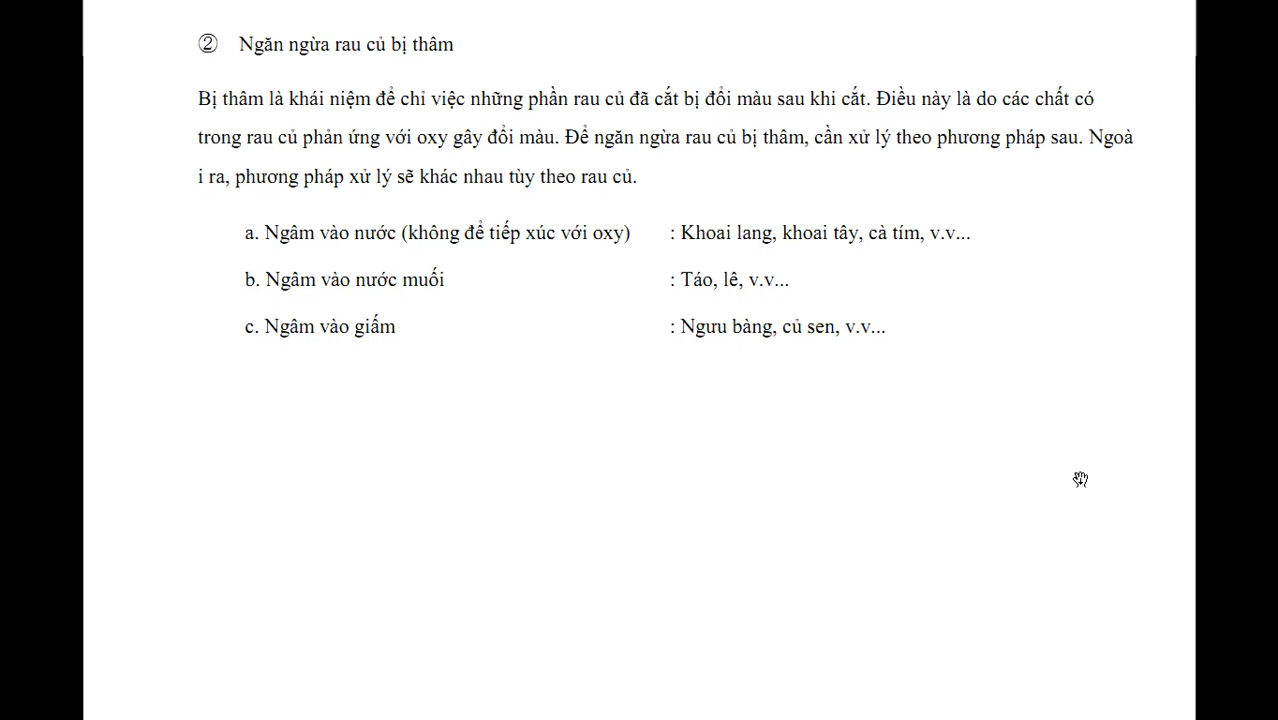 ② Ngăn ngừa rau củ bị thâm
Bị thâm là khái niệm để chỉ việc những phần rau củ đã cắt bị đổi màu sau khi cắt. Điều này là do các chất có
trong rau củ phản ứng với oxy gây đổi màu. Để ngăn ngừa rau củ bị thâm, cần xử lý theo phương pháp sau. Ngoà
i ra, phương pháp xử lý sẽ khác nhau tùy theo rau củ.
a. Ngâm vào nước (không để tiếp xúc với oxy) : Khoai lang, khoai tây, cà tím, v.v...
b. Ngâm vào nước muối : Táo, lê, v.v...
c. Ngâm vào giấm : Ngưu bàng, củ sen, v.v...